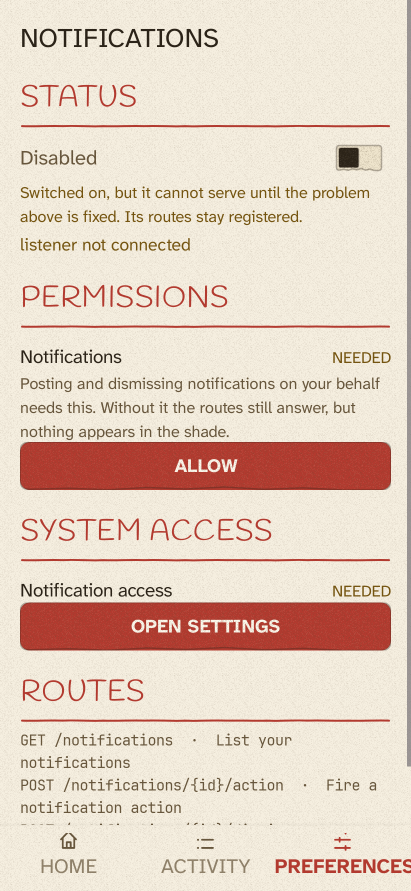 NOTIFICATIONS
STATUS
Disabled
Switched on, but it cannot serve until the problem
above is fixed. Its routes stay registered.
listener not connected
PERMISSIONS
Notifications NEEDED
Posting and dismissing notifications on your behalf
needs this. Without it the routes still answer, but
nothing appears in the shade.
ALLOW
SYSTEM ACCESS
Notification access NEEDED
OPEN SETTINGS
ROUTES
GET /notifications · List your
notifications
POST /notifications/{id}/action · Fire a
notification action
HOME ACTIVITY PREFERENCES